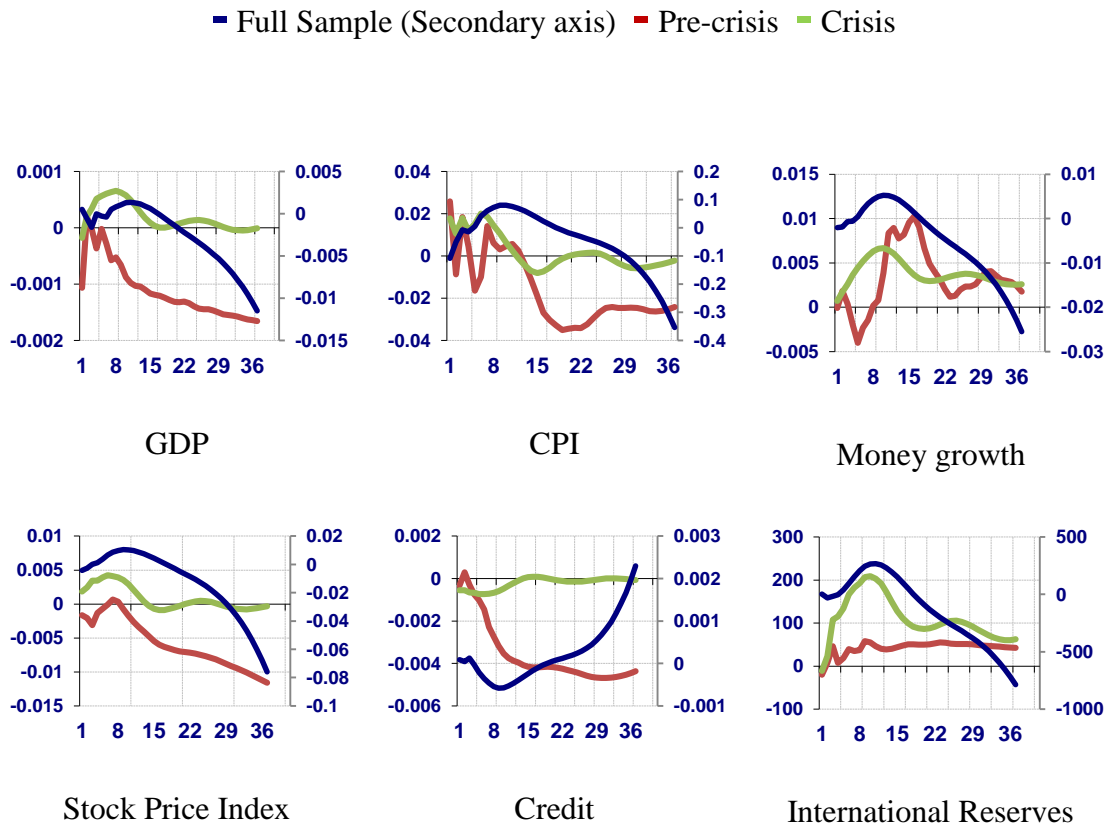 Full Sample (Secondary axis) Pre-crisis Crisis
0.001 0.005 0.04 0.2 0.015 0.01
0 0 0.02 0.1 0.01 0
-0.001 -0.005 0 0 0.005 -0.01
-0.002 -0.01 -0.02 -0.1 0 -0.02
-0.015 -0.04 -0.2 -0.005 -0.03
-0.3
-0.4
1 8 15 22 29 36 1 8 15 22 29 36 1 8 15 22 29 36
GDP CPI Money growth
0.01 0.02 0.002 0.003 300 500
0.005 0 0 0.002 200 0
0 -0.02 -0.002 0.001 100 -500
-0.005 -0.04 -0.004 0 0 -1000
-0.01 -0.06 -0.006 -0.001 -100
-0.015 -0.08
-0.1
1 8 15 22 29 36 1 8 15 22 29 36 1 8 15 22 29 36
Stock Price Index Credit International Reserves